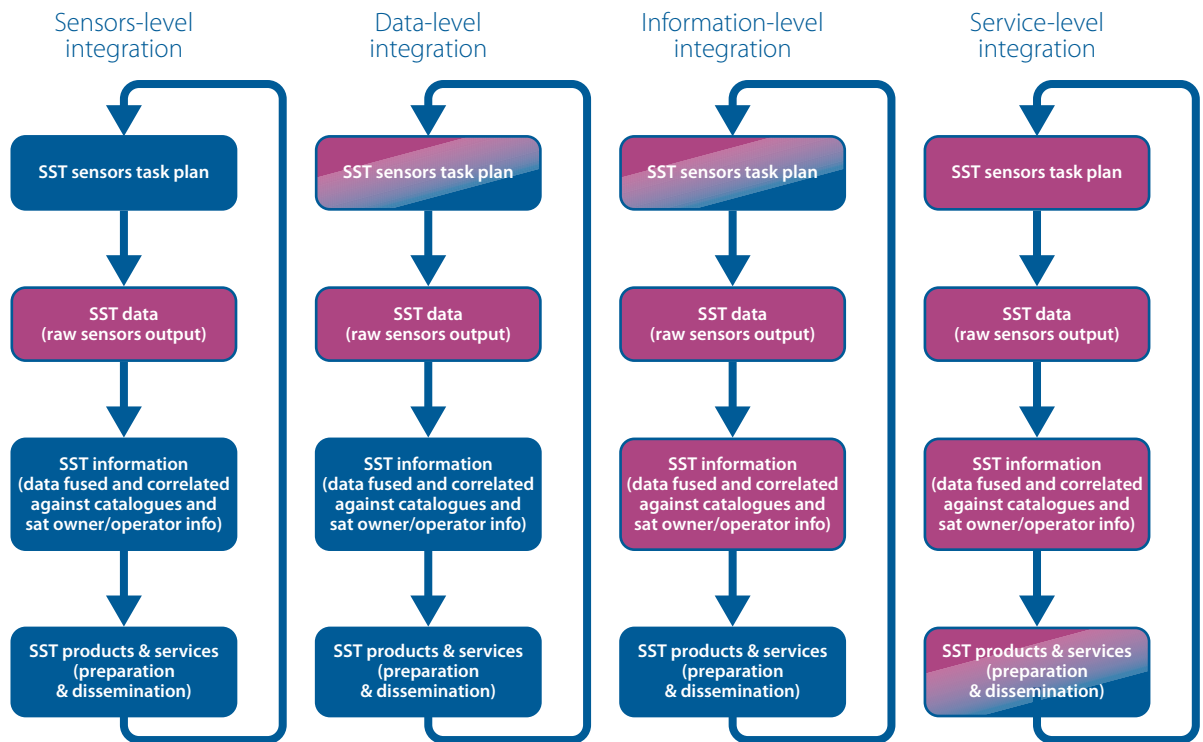 Sensors-level
integration
SST sensors task plan
SST data
(raw sensors output)
SST information
(data fused and correlated
against catalogues and
sat owner/operator info)
SST products & services
(preparation
& dissemination)
Data-level
integration
SST sensors task plan
SST data
(raw sensors output)
SST information
(data fused and correlated
against catalogues and
sat owner/operator info)
SST products & services
(preparation
& dissemination)
Information-level
integration
SST sensors task plan
SST data
(raw sensors output)
SST information
(data fused and correlated
against catalogues and
sat owner/operator info)
SST products & services
(preparation
& dissemination)
Service-level
integration
SST sensors task plan
SST data
(raw sensors output)
SST information
(data fused and correlated
against catalogues and
sat owner/operator info)
SST products & services
(preparation
& dissemination)